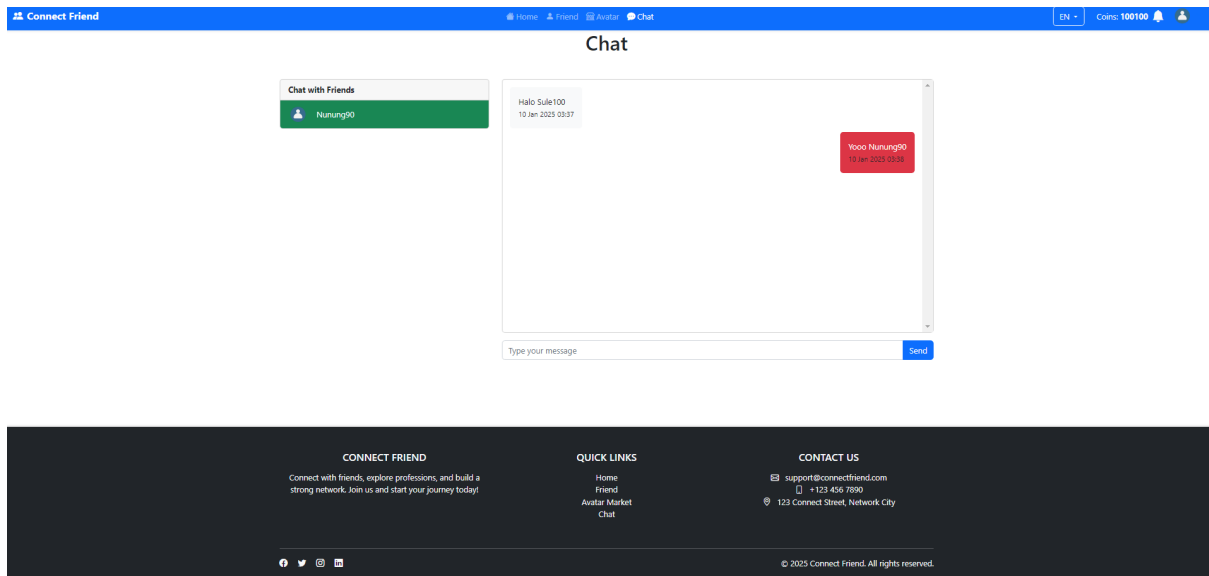 Connect Friend
Home Friend Avatar Chat
EN
Coins: 100100
Chat
Chat with Friends
Nunung90
Halo Sule100
10 Jan 2025 03:37
Yooo Nunung90
10 Jan 2025 03:38
Type your message
Send
CONNECT FRIEND
Connect with friends, explore professions, and build a
strong network. Join us and start your journey today!
QUICK LINKS
Home
Friend
Avatar Market
Chat
CONTACT US
support@connectfriend.com
+123 456 7890
123 Connect Street, Network City
© 2025 Connect Friend. All rights reserved.